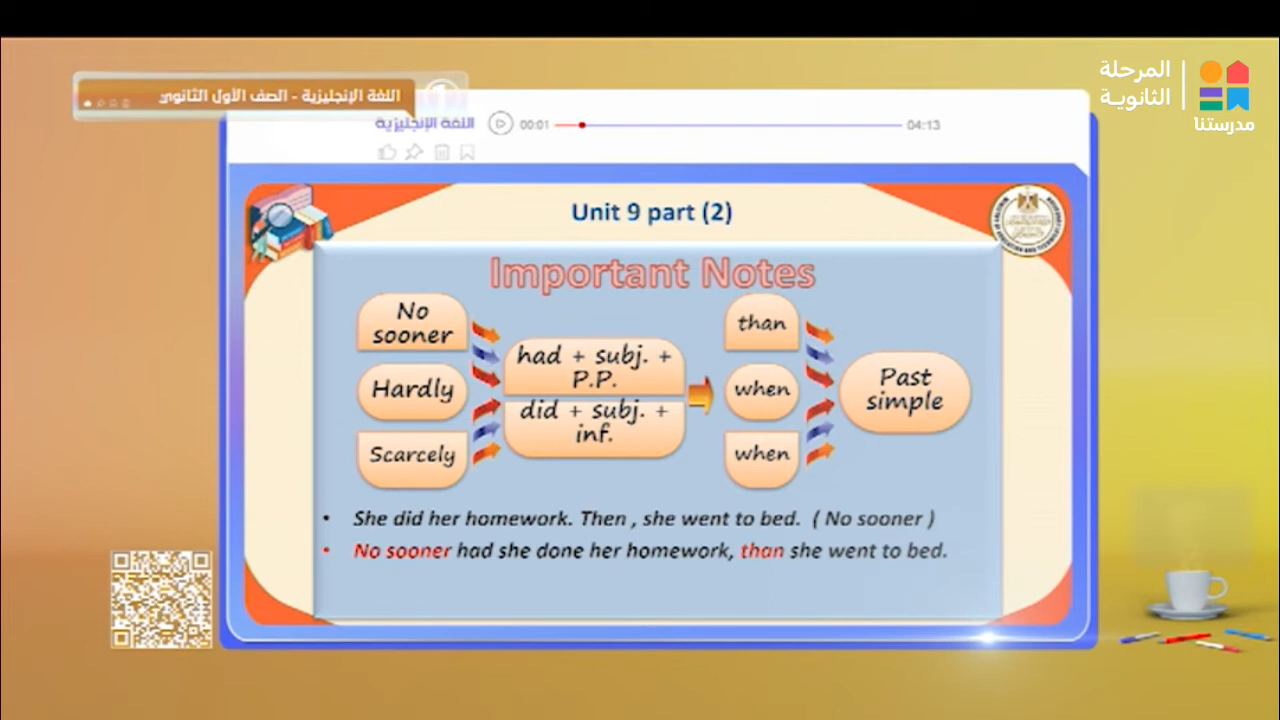 المرحلة
الثانوية
مدرستنا
اللغة الإنجليزية - الصف الأول الثانوي
اللغة الإنجليزية
00:01
04:13
Unit 9 part (2)
Important Notes
No
sooner
Hardly
Scarcely
had + subj. +
P.P.
did + subj. +
inf.
than
when
when
Past
simple
• She did her homework. Then , she went to bed. ( No sooner )
• No sooner had she done her homework, than she went to bed.